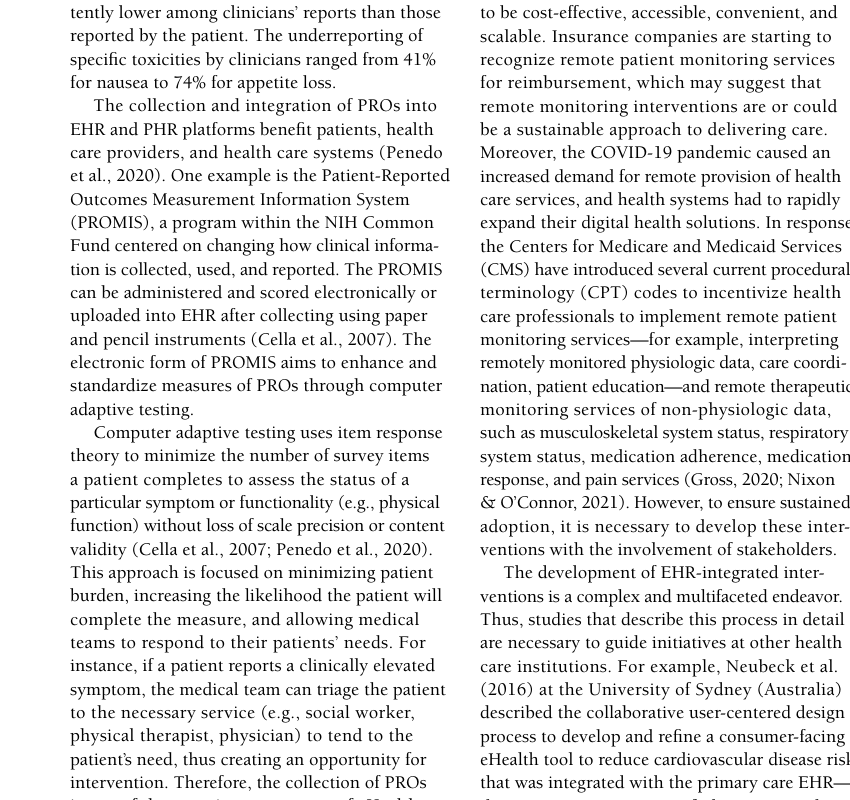 tently lower among clinicians’ reports than those
reported by the patient. The underreporting of
specific toxicities by clinicians ranged from 41%
for nausea to 74% for appetite loss.
The collection and integration of PROs into
EHR and PHR platforms benefit patients, health
care providers, and health care systems (Penedo
et al., 2020). One example is the Patient-Reported
Outcomes Measurement Information System
(PROMIS), a program within the NIH Common
Fund centered on changing how clinical informa-
tion is collected, used, and reported. The PROMIS
can be administered and scored electronically or
uploaded into EHR after collecting using paper
and pencil instruments (Cella et al., 2007). The
electronic form of PROMIS aims to enhance and
standardize measures of PROs through computer
adaptive testing.
Computer adaptive testing uses item response
theory to minimize the number of survey items
a patient completes to assess the status of a
particular symptom or functionality (e.g., physical
function) without loss of scale precision or content
validity (Cella et al., 2007; Penedo et al., 2020).
This approach is focused on minimizing patient
burden, increasing the likelihood the patient will
complete the measure, and allowing medical
teams to respond to their patients’ needs. For
instance, if a patient reports a clinically elevated
symptom, the medical team can triage the patient
to the necessary service (e.g., social worker,
physical therapist, physician) to tend to the
patient’s need, thus creating an opportunity for
intervention. Therefore, the collection of PROs
to be cost-effective, accessible, convenient, and
scalable. Insurance companies are starting to
recognize remote patient monitoring services
for reimbursement, which may suggest that
remote monitoring interventions are or could
be a sustainable approach to delivering care.
Moreover, the COVID-19 pandemic caused an
increased demand for remote provision of health
care services, and health systems had to rapidly
expand their digital health solutions. In response
the Centers for Medicare and Medicaid Services
(CMS) have introduced several current procedural
terminology (CPT) codes to incentivize health
care professionals to implement remote patient
monitoring services—for example, interpreting
remotely monitored physiologic data, care coordi-
nation, patient education—and remote therapeutic
monitoring services of non-physiologic data,
such as musculoskeletal system status, respiratory
system status, medication adherence, medication
response, and pain services (Gross, 2020; Nixon
& O’Connor, 2021). However, to ensure sustained
adoption, it is necessary to develop these inter-
ventions with the involvement of stakeholders.
The development of EHR-integrated inter-
ventions is a complex and multifaceted endeavor.
Thus, studies that describe this process in detail
are necessary to guide initiatives at other health
care institutions. For example, Neubeck et al.
(2016) at the University of Sydney (Australia)
described the collaborative user-centered design
process to develop and refine a consumer-facing
eHealth tool to reduce cardiovascular disease risk
that was integrated with the primary care EHR—